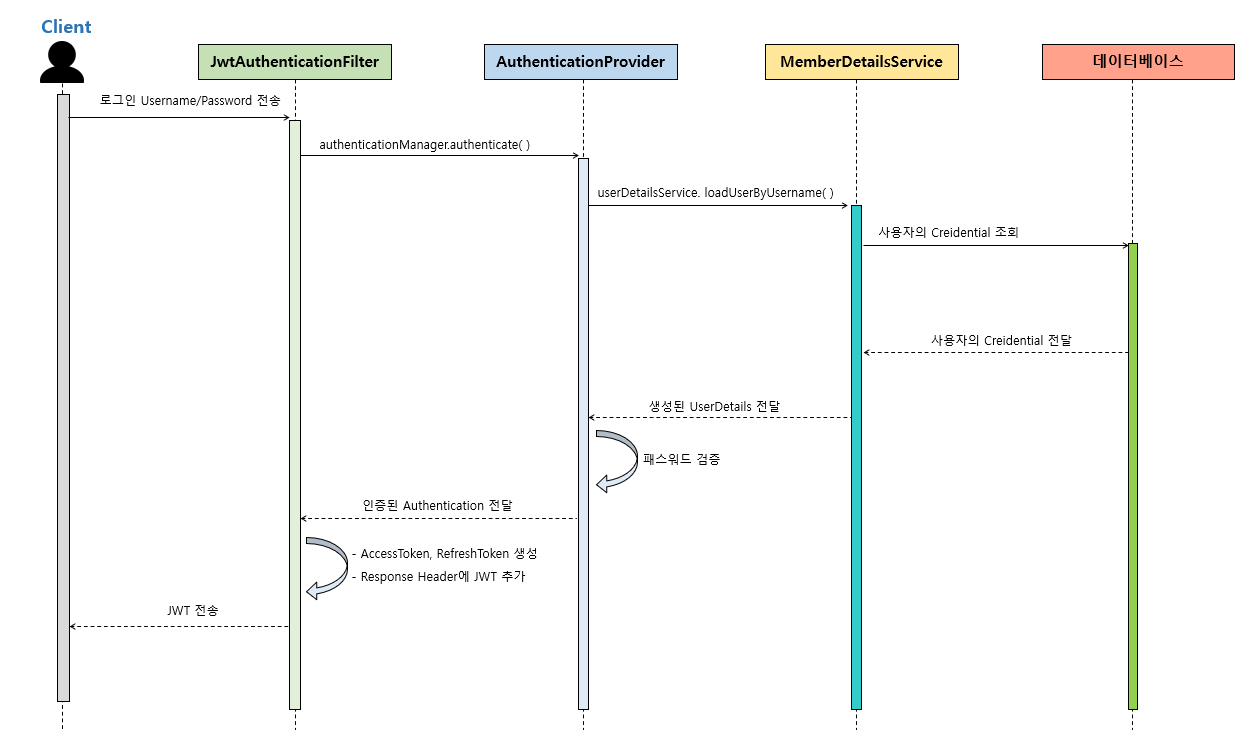 Client
JwtAuthenticationFilter
AuthenticationProvider
MemberDetailsService
데이터베이스
로그인 Username/Password 전송
authenticationManager.authenticate( )
userDetailsService. loadUserByUsername( )
사용자의 Creidential 조회
사용자의 Creidential 전달
생성된 UserDetails 전달
패스워드 검증
인증된 Authentication 전달
- AccessToken, RefreshToken 생성
- Response Header에 JWT 추가
JWT 전송